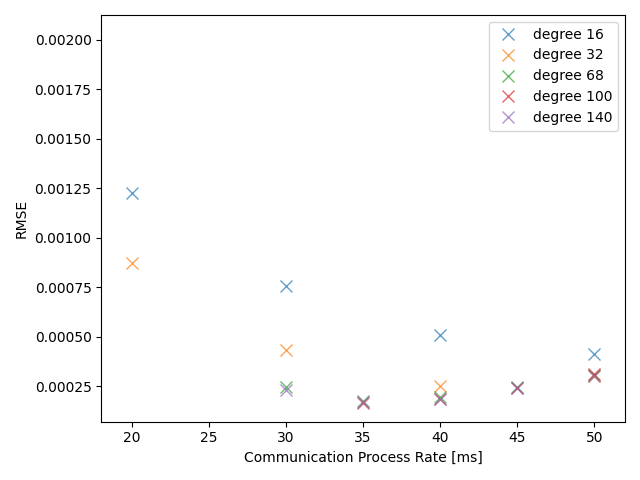 degree 16
degree 32
degree 68
degree 100
degree 140
0.00200
0.00175
0.00150
0.00125
0.00100
0.00075
0.00050
0.00025
RMSE
20 25 30 35 40 45 50
Communication Process Rate [ms]